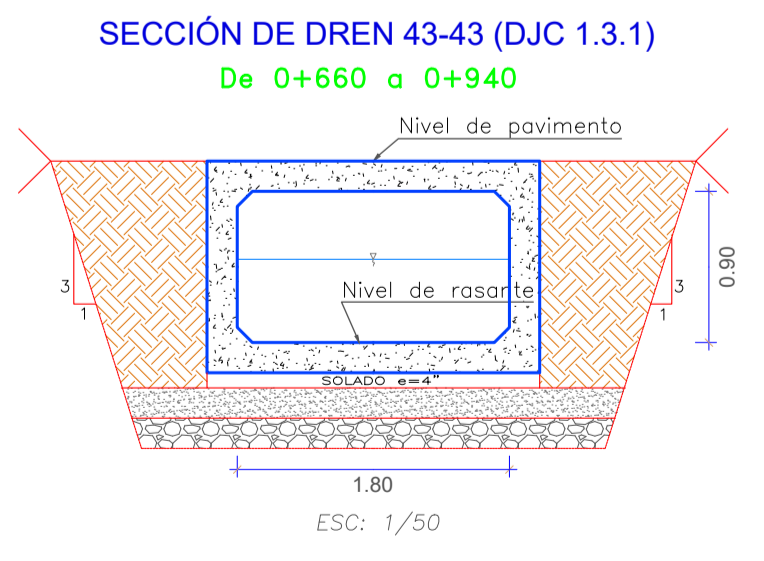 SECCIÓN DE DREN 43-43 (DJC 1.3.1)
De 0+660 a 0+940
Nivel de pavimento
3
1
Nivel de rasante
3
1
0.90
SOLADO e=4"
1.80
ESC: 1/50